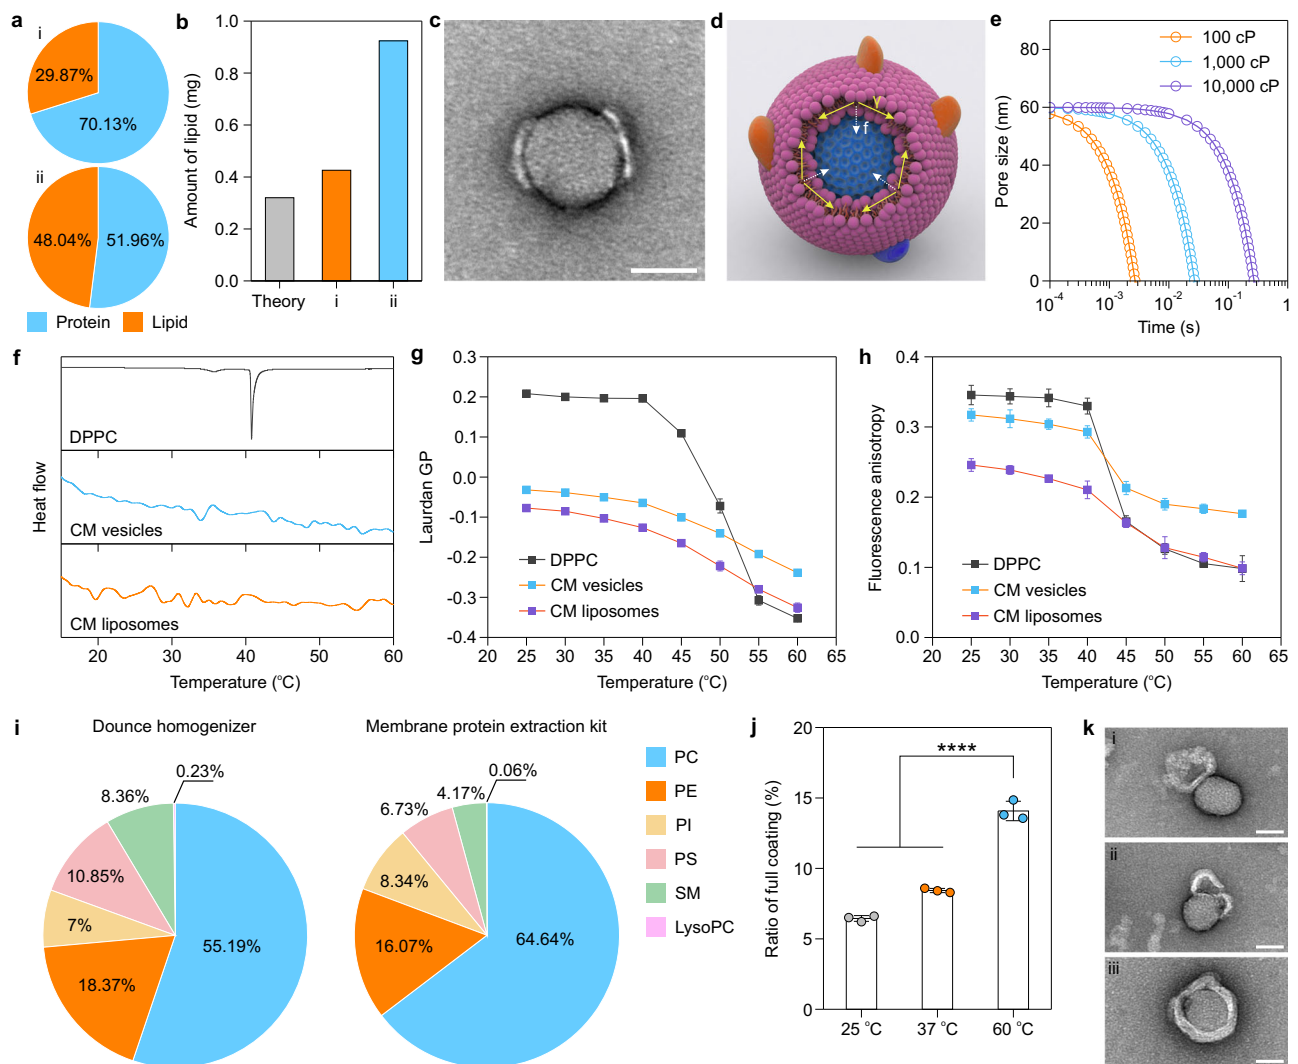 a
i
29.87%
70.13%
ii
48.04%
51.96%
Protein
Lipid
b
Amount of lipid (mg)
1.0
0.8
0.6
0.4
0.2
0.0
Theory
i
ii
c
d
γ
f
e
100 cP
1,000 cP
10,000 cP
Pore size (nm)
80
60
40
20
0
10⁻⁴
10⁻³
10⁻²
10⁻¹
1
Time (s)
f
Heat flow
DPPC
CM vesicles
CM liposomes
20
30
40
50
60
Temperature (°C)
g
Laurdan GP
0.3
0.2
0.1
0.0
-0.1
-0.2
-0.3
-0.4
DPPC
CM vesicles
CM liposomes
20 25 30 35 40 45 50 55 60 65
Temperature (°C)
h
Fluorescence anisotropy
0.4
0.3
0.2
0.1
0.0
DPPC
CM vesicles
CM liposomes
20 25 30 35 40 45 50 55 60 65
Temperature (°C)
i
Dounce homogenizer
0.23%
8.36%
10.85%
7%
18.37%
55.19%
Membrane protein extraction kit
0.06%
4.17%
6.73%
8.34%
16.07%
64.64%
PC
PE
PI
PS
SM
LysoPC
j
Ratio of full coating (%)
20
15
10
5
0
****
25 °C
37 °C
60 °C
k
i
ii
iii